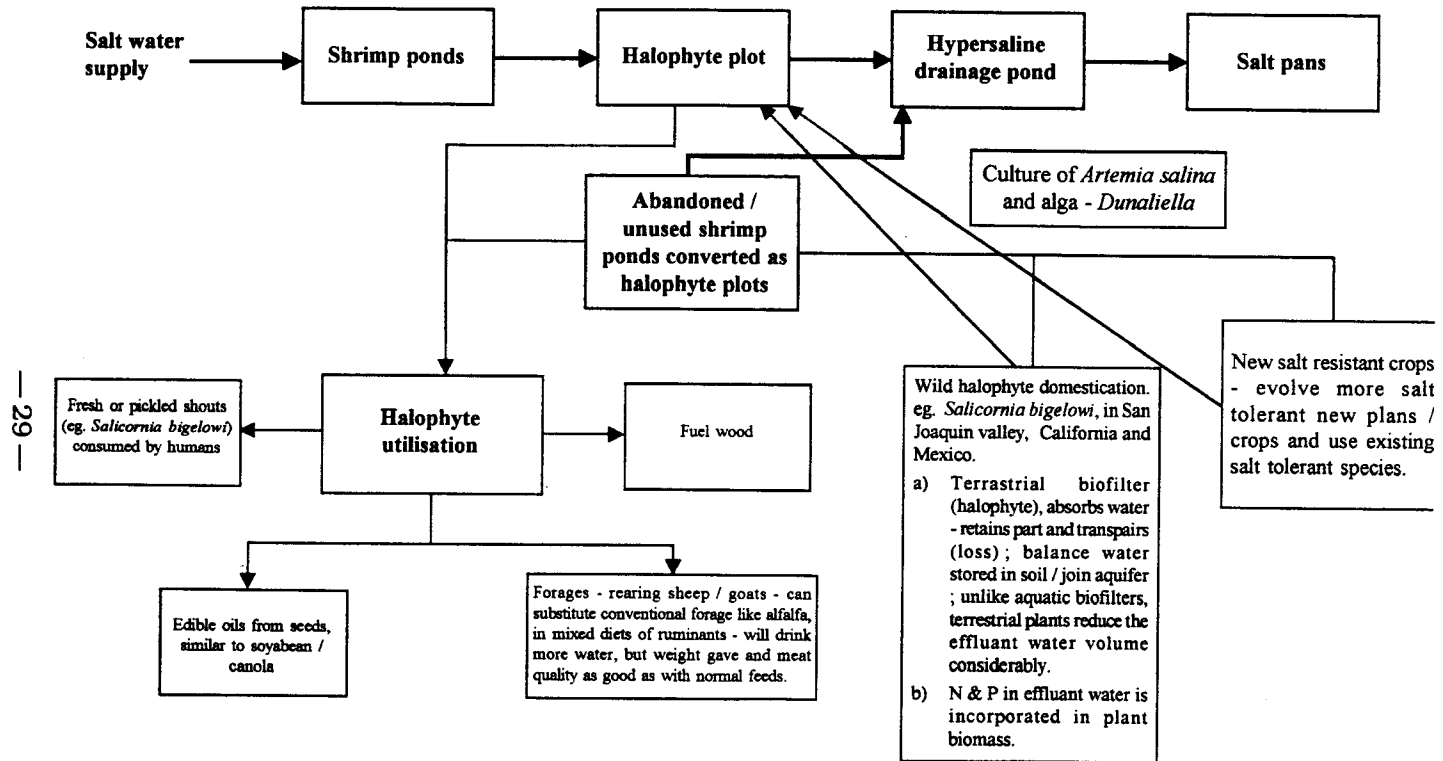 Salt water
supply
Shrimp ponds
Halophyte plot
Hypersaline
drainage pond
Salt pans
Culture of Artemia salina
and alga - Dunaliella
Abandoned /
unused shrimp
ponds converted as
halophyte plots
— 29 —
Fresh or pickled shouts
(eg. Salicornia bigelowi)
consumed by humans
Halophyte
utilisation
Fuel wood
Wild halophyte domestication.
eg. Salicornia bigelowi, in San
Joaquin valley, California and
Mexico.
a) Terrastrial biofilter
(halophyte), absorbs water
- retains part and transpairs
(loss) ; balance water
stored in soil / join aquifer
; unlike aquatic biofilters,
terrestrial plants reduce the
effluant water volume
considerably.
b) N & P in effluant water is
incorporated in plant
biomass.
New salt resistant crops
- evolve more salt
tolerant new plans /
crops and use existing
salt tolerant species.
Edible oils from seeds,
similar to soyabean /
canola
Forages - rearing sheep / goats - can
substitute conventional forage like alfalfa,
in mixed diets of ruminants - will drink
more water, but weight gave and meat
quality as good as with normal feeds.